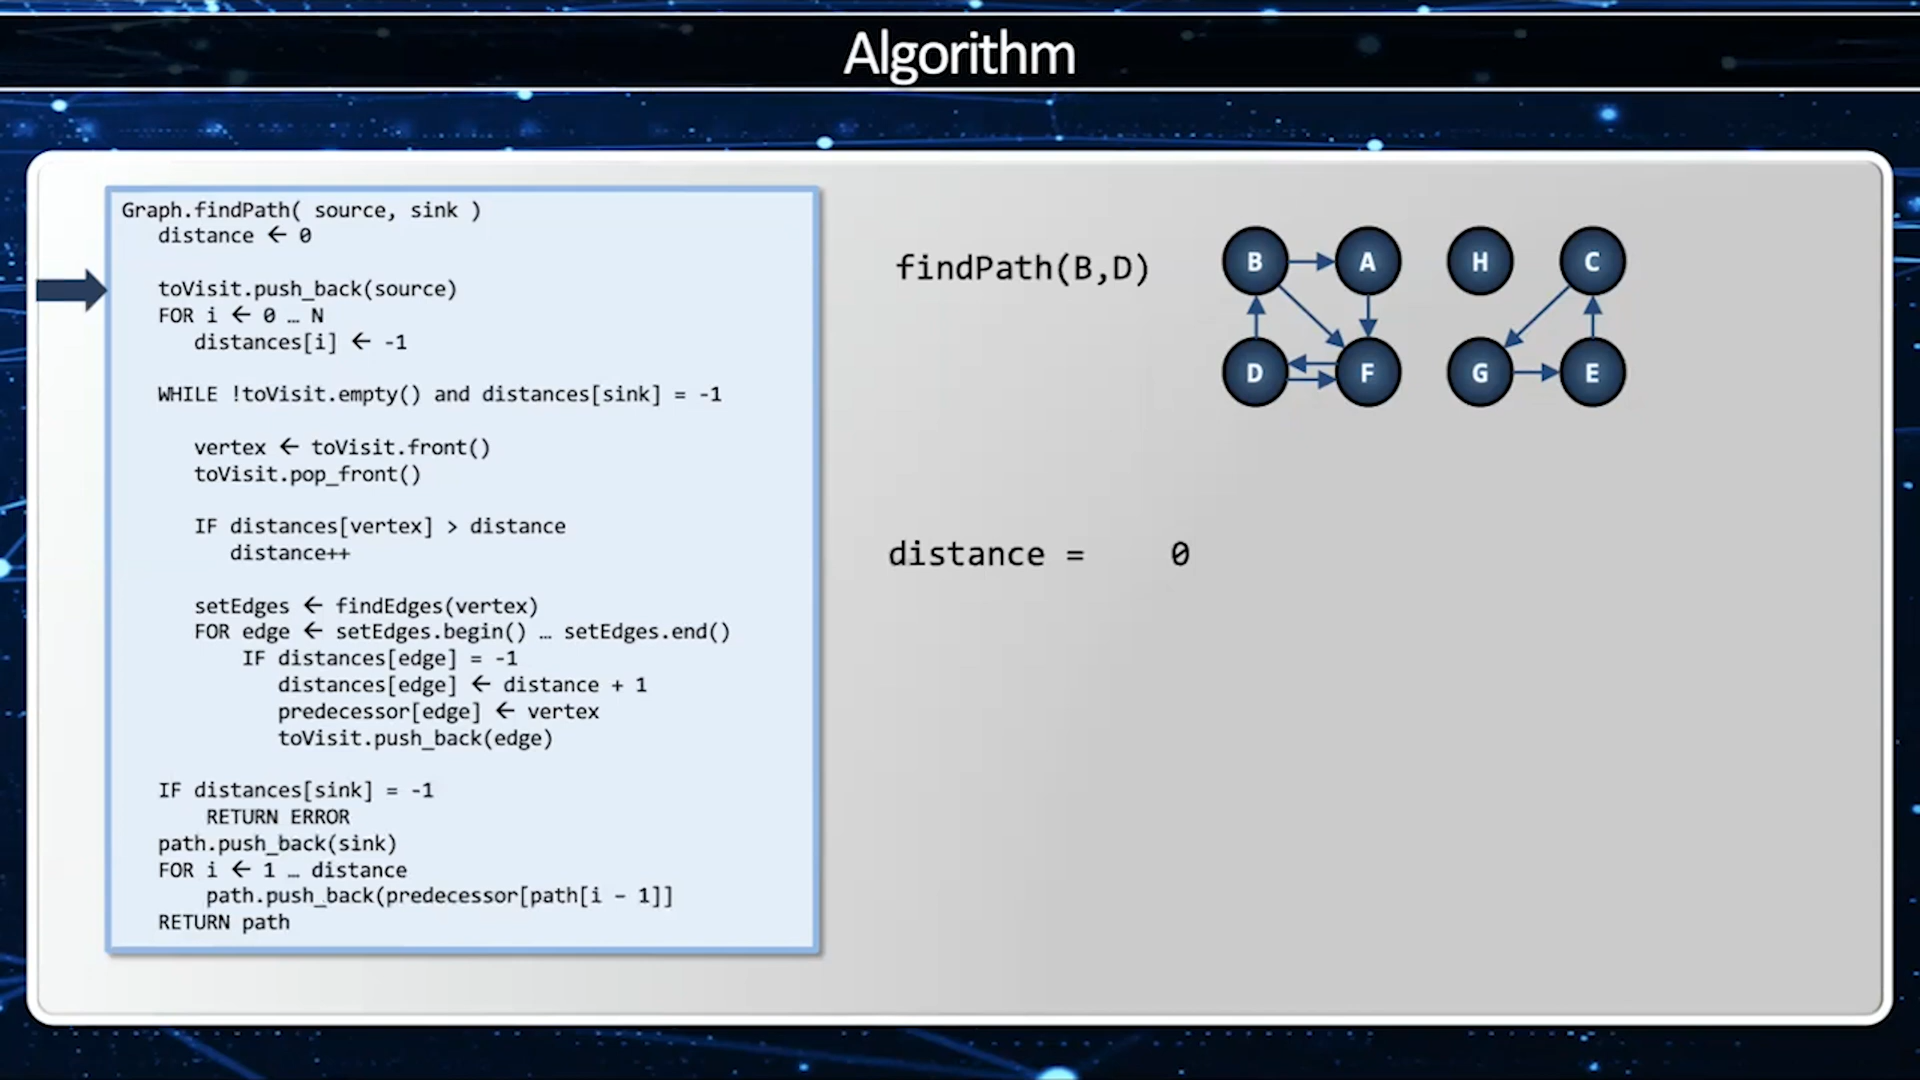 Algorithm
Graph.findPath( source, sink )
distance ← 0
toVisit.push_back(source)
FOR i ← 0 … N
distances[i] ← -1
WHILE !toVisit.empty() and distances[sink] = -1
vertex ← toVisit.front()
toVisit.pop_front()
IF distances[vertex] > distance
distance++
setEdges ← findEdges(vertex)
FOR edge ← setEdges.begin() … setEdges.end()
IF distances[edge] = -1
distances[edge] ← distance + 1
predecessor[edge] ← vertex
toVisit.push_back(edge)
IF distances[sink] = -1
RETURN ERROR
path.push_back(sink)
FOR i ← 1 … distance
path.push_back(predecessor[path[i – 1]]
RETURN path
findPath(B,D)
B A H C
D F G E
distance = 0